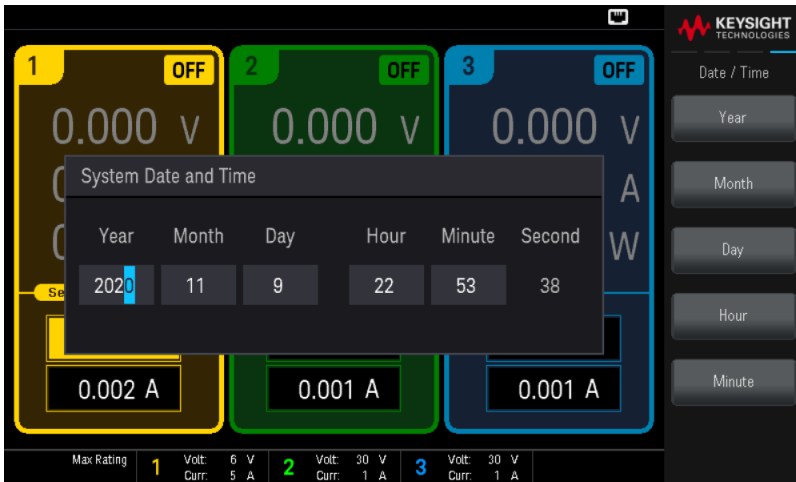 KEYSIGHT
TECHNOLOGIES
1 OFF 2 OFF 3 OFF
Date / Time
0.000 V 0.000 V 0.000 V
Year
System Date and Time
A
Month
Year Month Day Hour Minute Second
W
Day
2020 11 9 22 53 38
Se
Hour
0.002 A 0.001 A 0.001 A
Minute
Max Rating 1 Volt: 6 V 2 Volt: 30 V 3 Volt: 30 V
Curr: 5 A Curr: 1 A Curr: 1 A